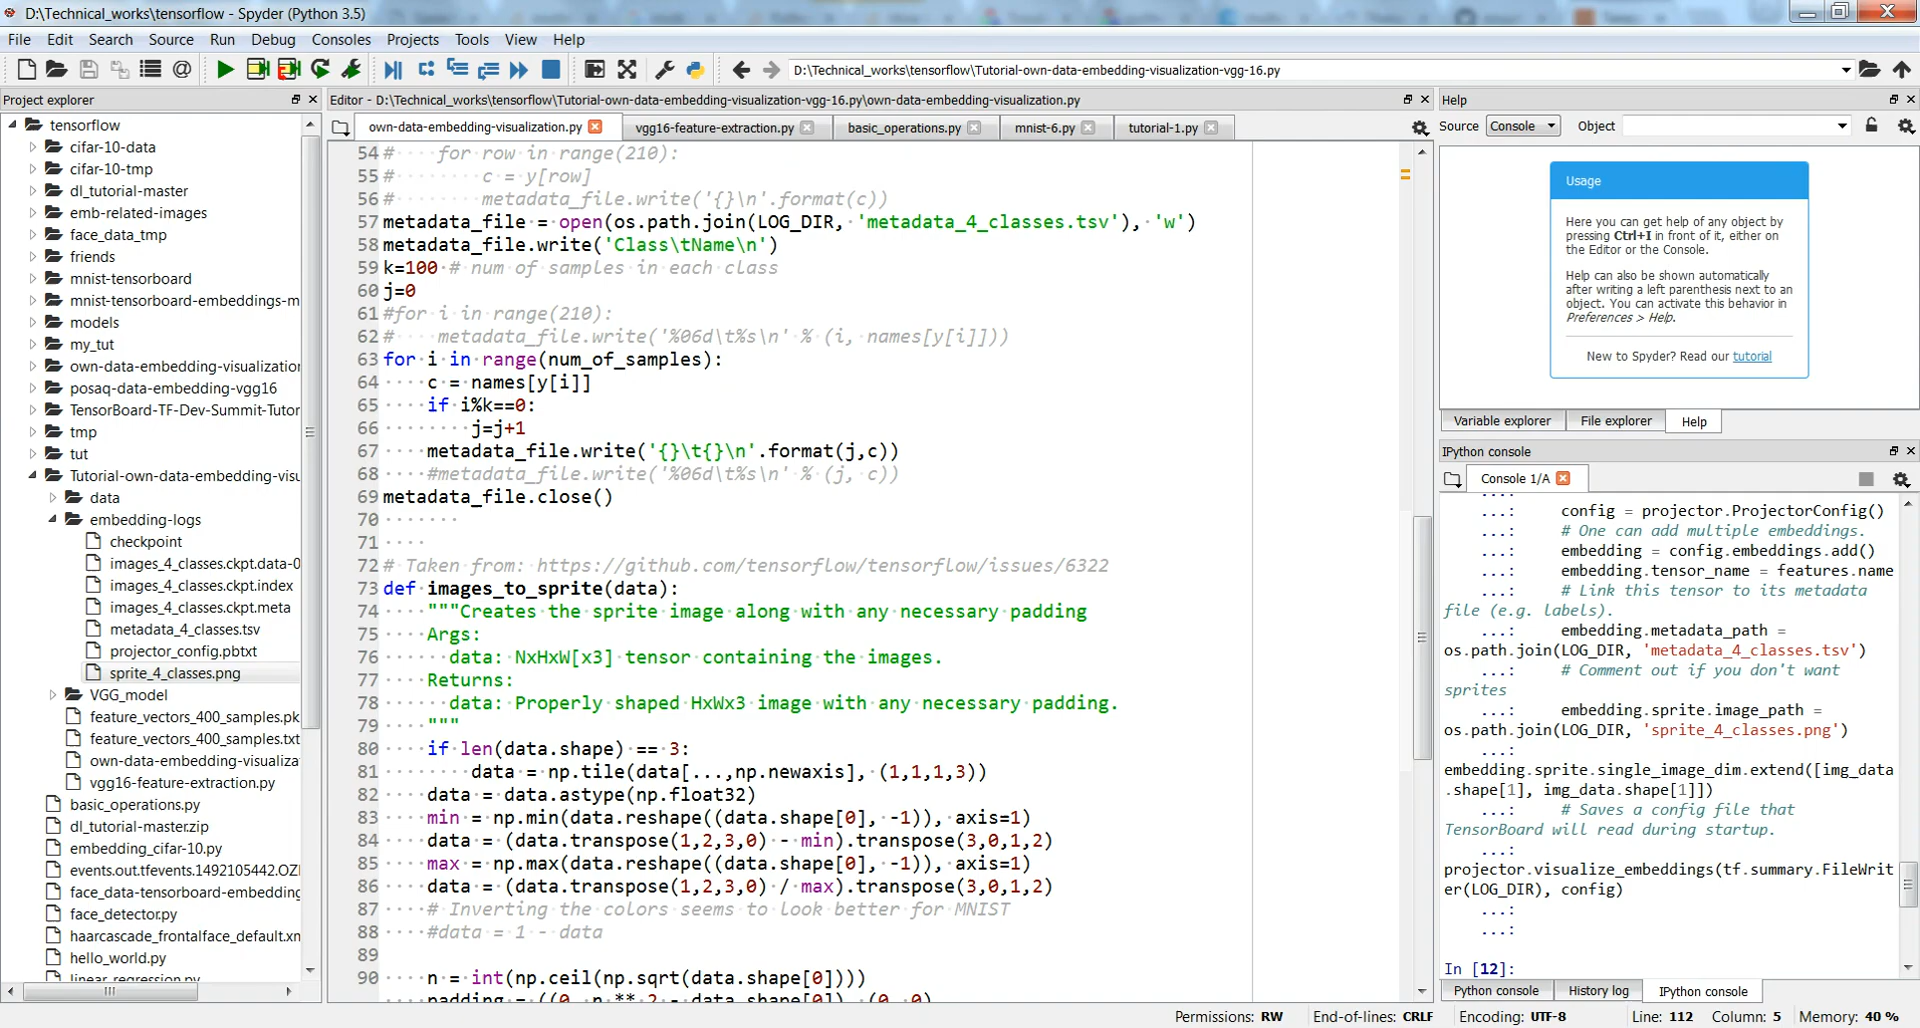 D:\Technical_works\tensorflow - Spyder (Python 3.5)
File Edit Search Source Run Debug Consoles Projects Tools View Help
D:\Technical_works\tensorflow\Tutorial-own-data-embedding-visualization-vgg-16.py
Project explorer
tensorflow
cifar-10-data
cifar-10-tmp
dl_tutorial-master
emb-related-images
face_data_tmp
friends
mnist-tensorboard
mnist-tensorboard-embeddings-m
models
my_tut
own-data-embedding-visualization
posaq-data-embedding-vgg16
TensorBoard-TF-Dev-Summit-Tutor
tmp
tut
Tutorial-own-data-embedding-visu
data
embedding-logs
checkpoint
images_4_classes.ckpt.data-0
images_4_classes.ckpt.index
images_4_classes.ckpt.meta
metadata_4_classes.tsv
projector_config.pbtxt
sprite_4_classes.png
VGG_model
feature_vectors_400_samples.pk
feature_vectors_400_samples.txt
own-data-embedding-visualiza
vgg16-feature-extraction.py
basic_operations.py
dl_tutorial-master.zip
embedding_cifar-10.py
events.out.tfevents.1492105442.OZI
face_data-tensorboard-embedding
face_detector.py
haarcascade_frontalface_default.xm
hello_world.py
linear_regression.py
Editor - D:\Technical_works\tensorflow\Tutorial-own-data-embedding-visualization-vgg-16.py\own-data-embedding-visualization.py
own-data-embedding-visualization.py vgg16-feature-extraction.py basic_operations.py mnist-6.py tutorial-1.py
54 #    for row in range(210):
55 #        c = y[row]
56 #        metadata_file.write('{}\n'.format(c))
57 metadata_file = open(os.path.join(LOG_DIR, 'metadata_4_classes.tsv'), 'w')
58 metadata_file.write('Class\tName\n')
59 k=100 # num of samples in each class
60 j=0
61 #for i in range(210):
62 #    metadata_file.write('%06d\t%s\n' % (i, names[y[i]]))
63 for i in range(num_of_samples):
64     c = names[y[i]]
65     if i%k==0:
66         j=j+1
67     metadata_file.write('{}\t{}\n'.format(j,c))
68     #metadata_file.write('%06d\t%s\n' % (j, c))
69 metadata_file.close()
70
71
72 # Taken from: https://github.com/tensorflow/tensorflow/issues/6322
73 def images_to_sprite(data):
74     """Creates the sprite image along with any necessary padding
75     Args:
76       data: NxHxW[x3] tensor containing the images.
77     Returns:
78       data: Properly shaped HxWx3 image with any necessary padding.
79     """
80     if len(data.shape) == 3:
81         data = np.tile(data[...,np.newaxis], (1,1,1,3))
82     data = data.astype(np.float32)
83     min = np.min(data.reshape((data.shape[0], -1)), axis=1)
84     data = (data.transpose(1,2,3,0) - min).transpose(3,0,1,2)
85     max = np.max(data.reshape((data.shape[0], -1)), axis=1)
86     data = (data.transpose(1,2,3,0) / max).transpose(3,0,1,2)
87     # Inverting the colors seems to look better for MNIST
88     #data = 1 - data
89
90     n = int(np.ceil(np.sqrt(data.shape[0])))
padding = ((0, n ** 2 - data.shape[0]), (0, 0),
Help
Source Console Object
Usage
Here you can get help of any object by
pressing Ctrl+I in front of it, either on
the Editor or the Console.
Help can also be shown automatically
after writing a left parenthesis next to an
object. You can activate this behavior in
Preferences > Help.
New to Spyder? Read our tutorial
Variable explorer File explorer Help
IPython console
Console 1/A
...:     config = projector.ProjectorConfig()
...:     # One can add multiple embeddings.
...:     embedding = config.embeddings.add()
...:     embedding.tensor_name = features.name
...:     # Link this tensor to its metadata
file (e.g. labels).
...:     embedding.metadata_path =
os.path.join(LOG_DIR, 'metadata_4_classes.tsv')
...:     # Comment out if you don't want
sprites
...:     embedding.sprite.image_path =
os.path.join(LOG_DIR, 'sprite_4_classes.png')
...:
embedding.sprite.single_image_dim.extend([img_data
.shape[1], img_data.shape[1]])
...:     # Saves a config file that
TensorBoard will read during startup.
...:
projector.visualize_embeddings(tf.summary.FileWrit
er(LOG_DIR), config)
...:
...:
In [12]:
Python console History log IPython console
Permissions: RW End-of-lines: CRLF Encoding: UTF-8 Line: 112 Column: 5 Memory: 40 %